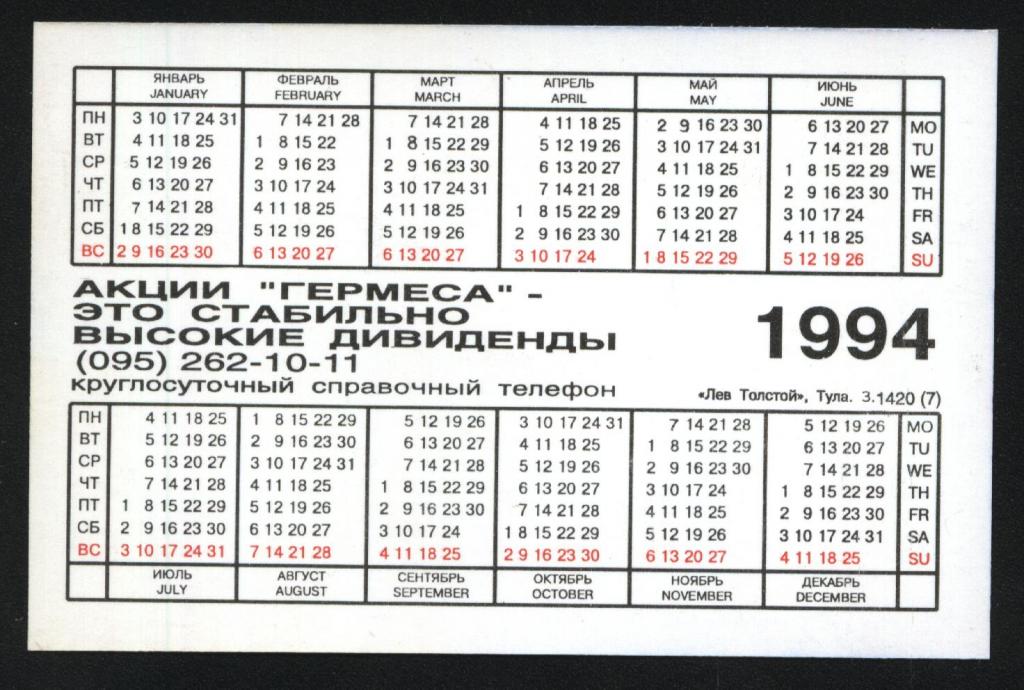 ЯНВАРЬ ФЕВРАЛЬ МАРТ АПРЕЛЬ МАЙ ИЮНЬ
JANUARY FEBRUARY MARCH APRIL MAY JUNE
ПН 3 10 17 24 31 7 14 21 28 7 14 21 28 4 11 18 25 2 9 16 23 30 6 13 20 27 MO
ВТ 4 11 18 25 1 8 15 22 1 8 15 22 29 5 12 19 26 3 10 17 24 31 7 14 21 28 TU
СР 5 12 19 26 2 9 16 23 2 9 16 23 30 6 13 20 27 4 11 18 25 1 8 15 22 29 WE
ЧТ 6 13 20 27 3 10 17 24 3 10 17 24 31 7 14 21 28 5 12 19 26 2 9 16 23 30 TH
ПТ 7 14 21 28 4 11 18 25 4 11 18 25 1 8 15 22 29 6 13 20 27 3 10 17 24 FR
СБ 1 8 15 22 29 5 12 19 26 5 12 19 26 2 9 16 23 30 7 14 21 28 4 11 18 25 SA
ВС 2 9 16 23 30 6 13 20 27 6 13 20 27 3 10 17 24 1 8 15 22 29 5 12 19 26 SU
АКЦИИ "ГЕРМЕСА" -
ЭТО СТАБИЛЬНО
ВЫСОКИЕ ДИВИДЕНДЫ
(095) 262-10-11
круглосуточный справочный телефон
1994
«Лев Толстой», Тула. З.1420 (7)
ПН 4 11 18 25 1 8 15 22 29 5 12 19 26 3 10 17 24 31 7 14 21 28 5 12 19 26 MO
ВТ 5 12 19 26 2 9 16 23 30 6 13 20 27 4 11 18 25 1 8 15 22 29 6 13 20 27 TU
СР 6 13 20 27 3 10 17 24 31 7 14 21 28 5 12 19 26 2 9 16 23 30 7 14 21 28 WE
ЧТ 7 14 21 28 4 11 18 25 1 8 15 22 29 6 13 20 27 3 10 17 24 1 8 15 22 29 TH
ПТ 1 8 15 22 29 5 12 19 26 2 9 16 23 30 7 14 21 28 4 11 18 25 2 9 16 23 30 FR
СБ 2 9 16 23 30 6 13 20 27 3 10 17 24 1 8 15 22 29 5 12 19 26 3 10 17 24 31 SA
ВС 3 10 17 24 31 7 14 21 28 4 11 18 25 2 9 16 23 30 6 13 20 27 4 11 18 25 SU
ИЮЛЬ АВГУСТ СЕНТЯБРЬ ОКТЯБРЬ НОЯБРЬ ДЕКАБРЬ
JULY AUGUST SEPTEMBER OCTOBER NOVEMBER DECEMBER